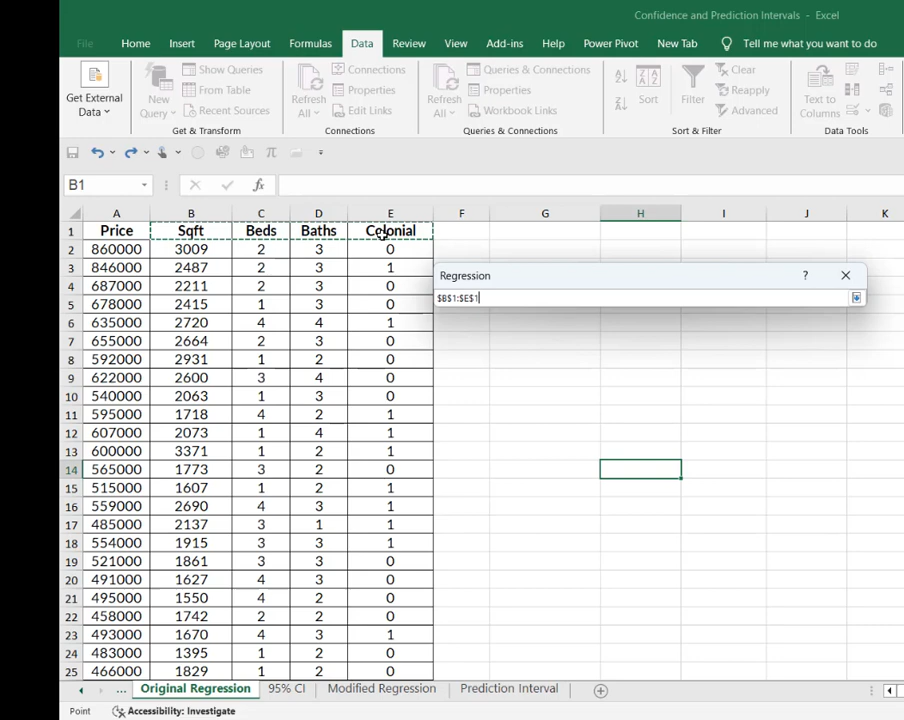 Confidence and Prediction Intervals - Excel
File Home Insert Page Layout Formulas Data Review View Add-ins Help Power Pivot New Tab Tell me what you want to do
Get External Data
New Query
Show Queries
From Table
Recent Sources
Get & Transform
Refresh All
Connections
Properties
Edit Links
Connections
Refresh All
Queries & Connections
Properties
Workbook Links
Queries & Connections
Sort
Filter
Clear
Reapply
Advanced
Sort & Filter
Text to Columns
Data Tools
B1 fx
A B C D E F G H I J K
1 Price Sqft Beds Baths Colonial
2 860000 3009 2 3 0
3 846000 2487 2 3 1
4 687000 2211 2 3 0
5 678000 2415 1 3 0
6 635000 2720 4 4 1
7 655000 2664 2 3 0
8 592000 2931 1 2 0
9 622000 2600 3 4 0
10 540000 2063 1 3 0
11 595000 1718 4 2 1
12 607000 2073 1 4 1
13 600000 3371 1 2 1
14 565000 1773 3 2 0
15 515000 1607 1 2 1
16 559000 2690 4 3 1
17 485000 2137 3 1 1
18 554000 1915 3 3 1
19 521000 1861 3 3 0
20 491000 1627 4 3 0
21 495000 1550 4 2 0
22 458000 1742 2 2 0
23 493000 1670 4 3 1
24 483000 1395 1 2 0
25 466000 1829 1 2 0
Regression ?
$B$1:$E$1
... Original Regression 95% CI Modified Regression Prediction Interval
Point Accessibility: Investigate